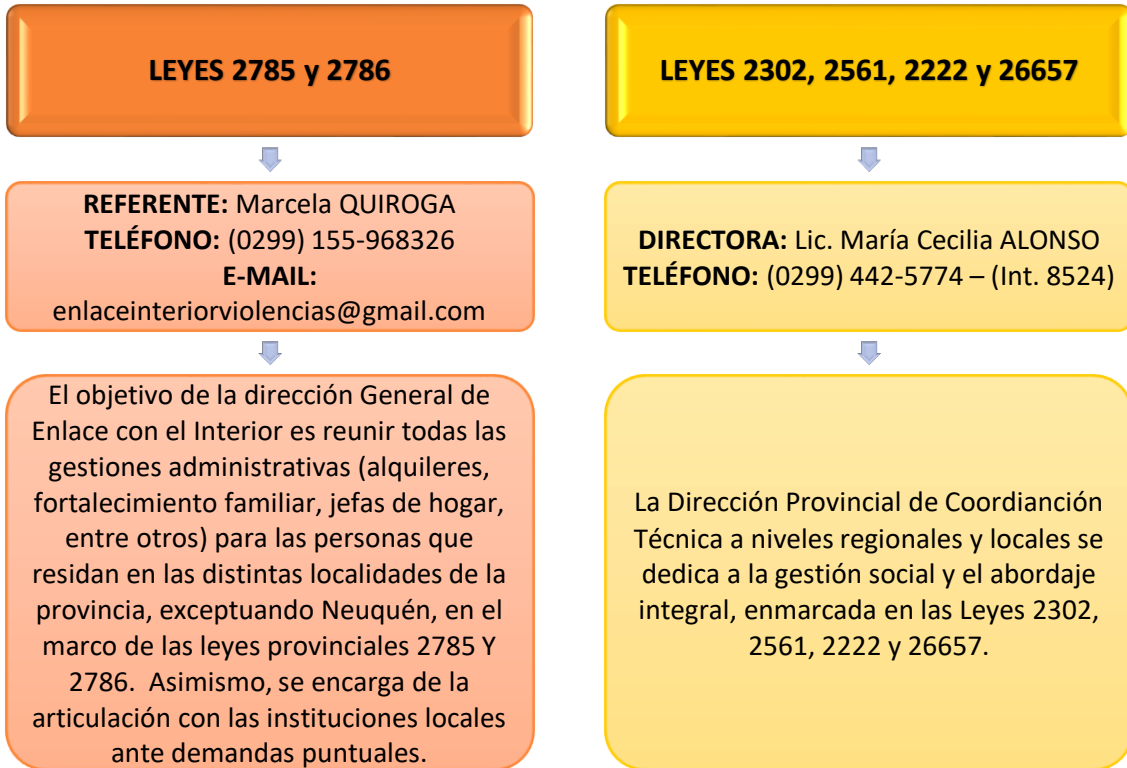 LEYES 2785 y 2786
REFERENTE: Marcela QUIROGA
TELÉFONO: (0299) 155-968326
E-MAIL:
enlaceinteriorviolencias@gmail.com
El objetivo de la dirección General de
Enlace con el Interior es reunir todas las
gestiones administrativas (alquileres,
fortalecimiento familiar, jefas de hogar,
entre otros) para las personas que
residan en las distintas localidades de la
provincia, exceptuando Neuquén, en el
marco de las leyes provinciales 2785 Y
2786.  Asimismo, se encarga de la
articulación con las instituciones locales
ante demandas puntuales.
LEYES 2302, 2561, 2222 y 26657
DIRECTORA: Lic. María Cecilia ALONSO
TELÉFONO: (0299) 442-5774 – (Int. 8524)
La Dirección Provincial de Coordianción
Técnica a niveles regionales y locales se
dedica a la gestión social y el abordaje
integral, enmarcada en las Leyes 2302,
2561, 2222 y 26657.